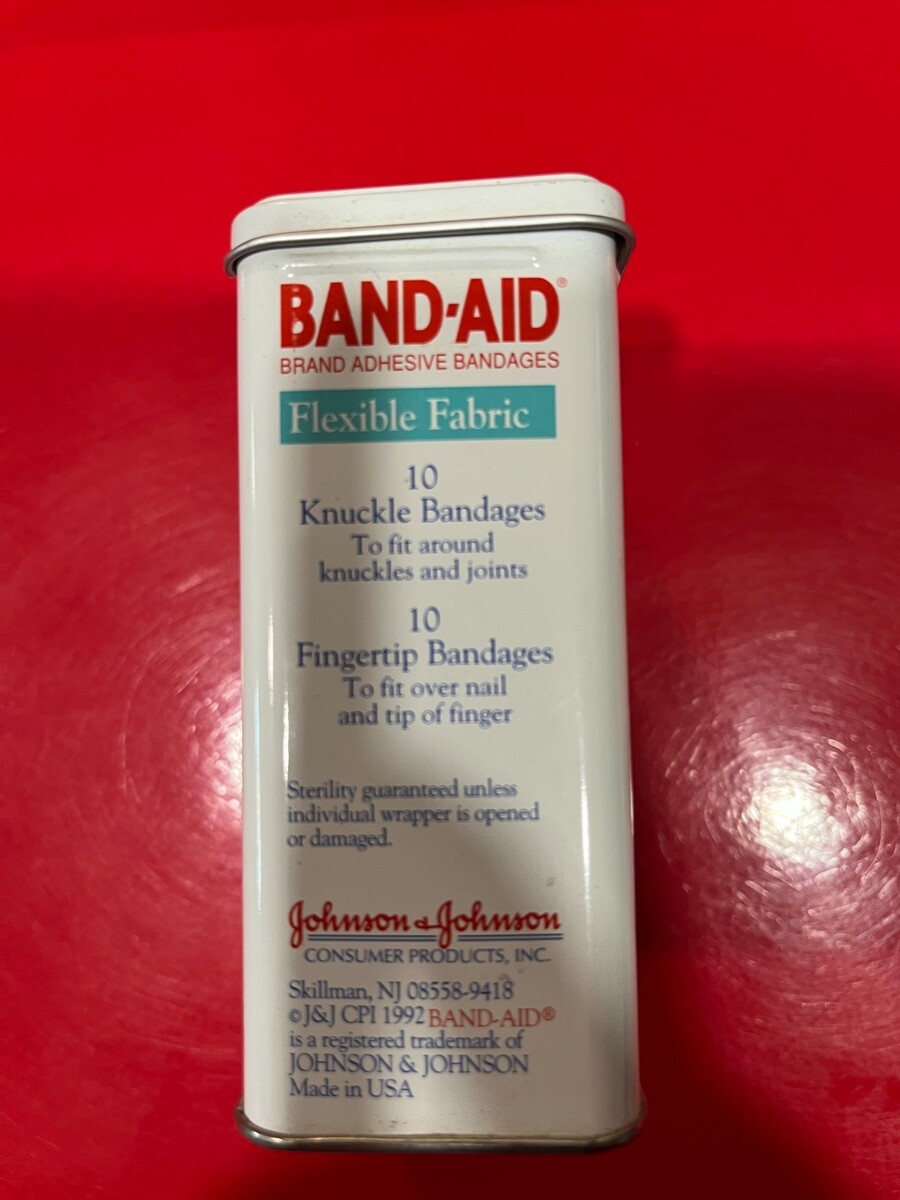 BAND-AID®
BRAND ADHESIVE BANDAGES
Flexible Fabric
10
Knuckle Bandages
To fit around
knuckles and joints
10
Fingertip Bandages
To fit over nail
and tip of finger
Sterility guaranteed unless
individual wrapper is opened
or damaged.
Johnson & Johnson
CONSUMER PRODUCTS, INC.
Skillman, NJ 08558-9418
©J&J CPI 1992 BAND-AID®
is a registered trademark of
JOHNSON & JOHNSON
Made in USA